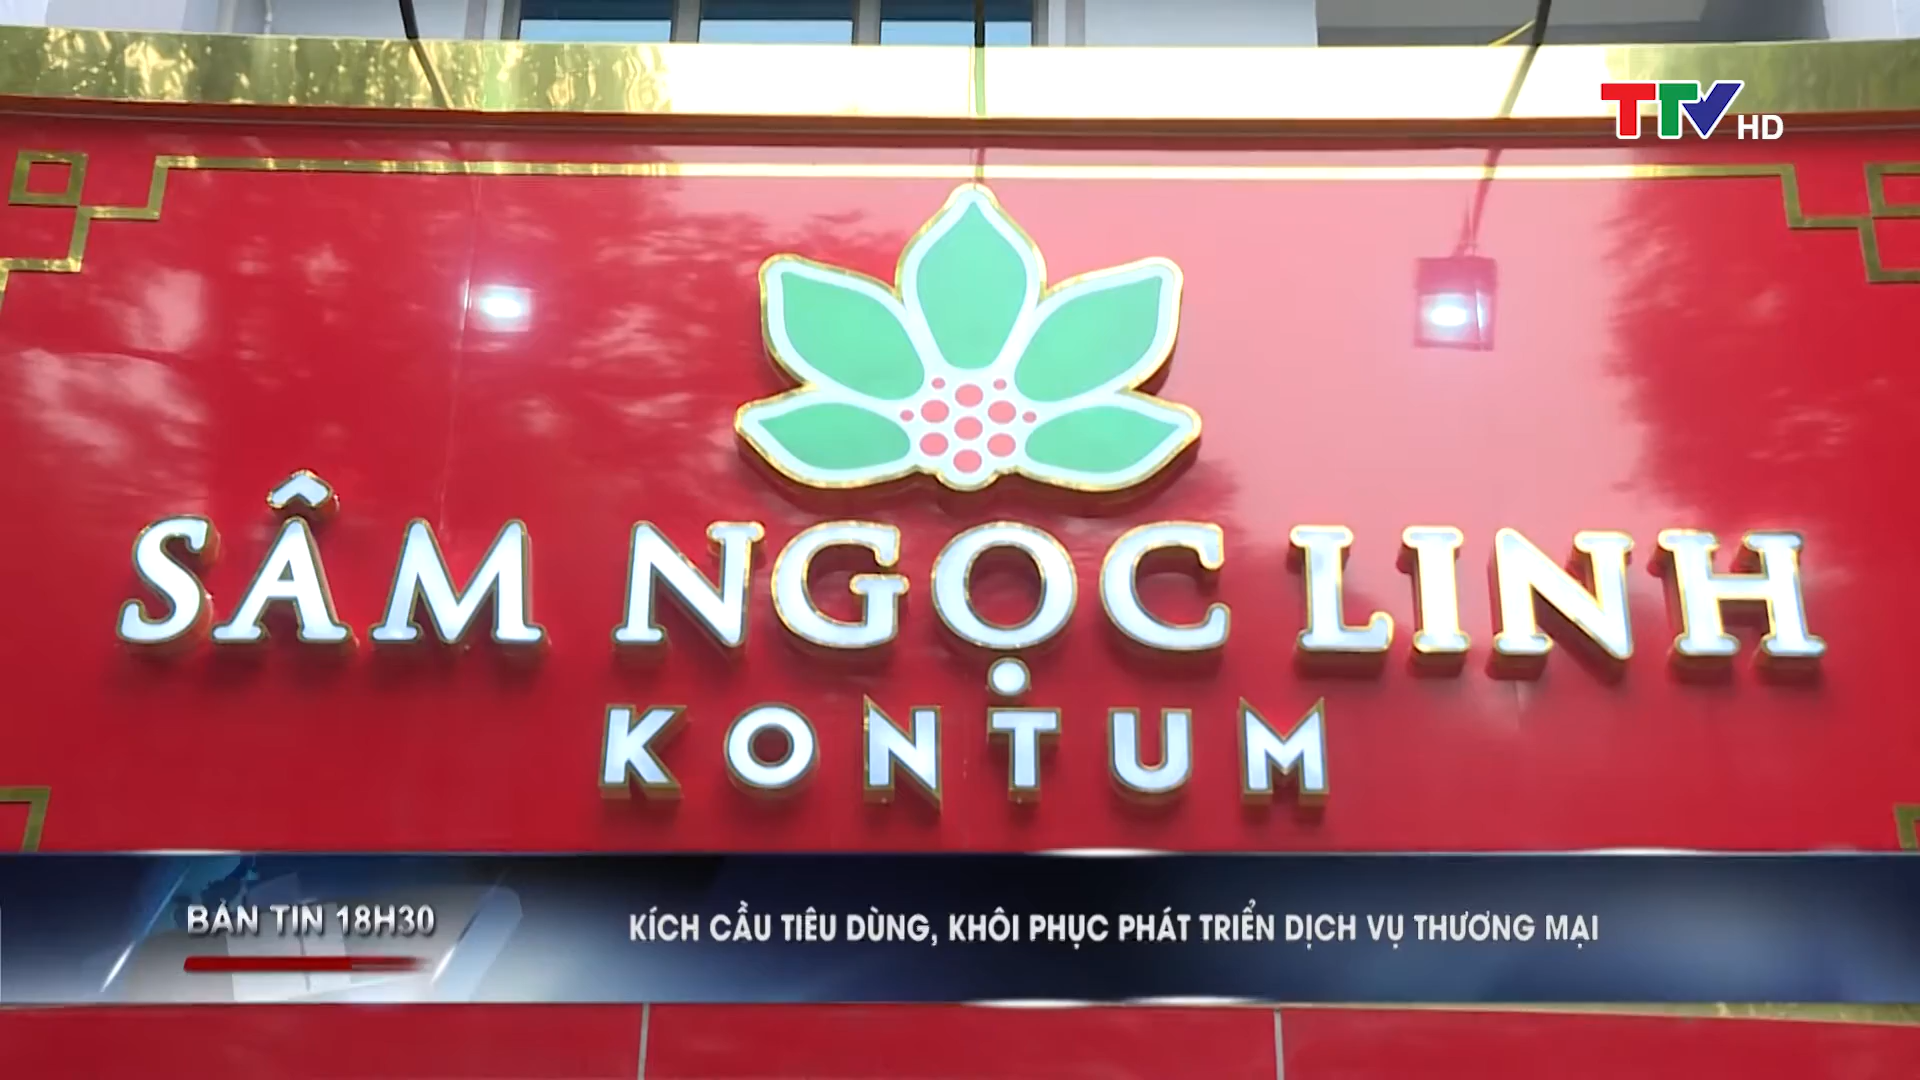 TTV HD
SÂM NGỌC LINH
KONTUM
BẢN TIN 18H30
KÍCH CẦU TIÊU DÙNG, KHÔI PHỤC PHÁT TRIỂN DỊCH VỤ THƯƠNG MẠI